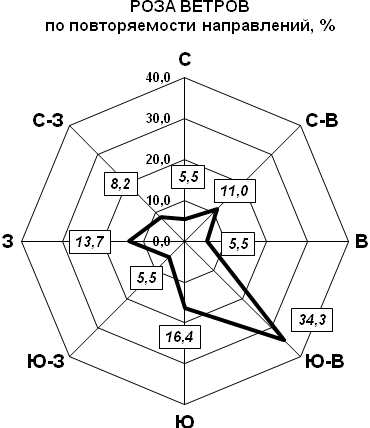 РОЗА ВЕТРОВ
по повторяемости направлений, %
С
40,0
С-З
С-В
30,0
20,0
8,2
5,5
11,0
10,0
З
13,7
0,0
5,5
В
5,5
34,3
16,4
Ю-З
Ю-В
Ю